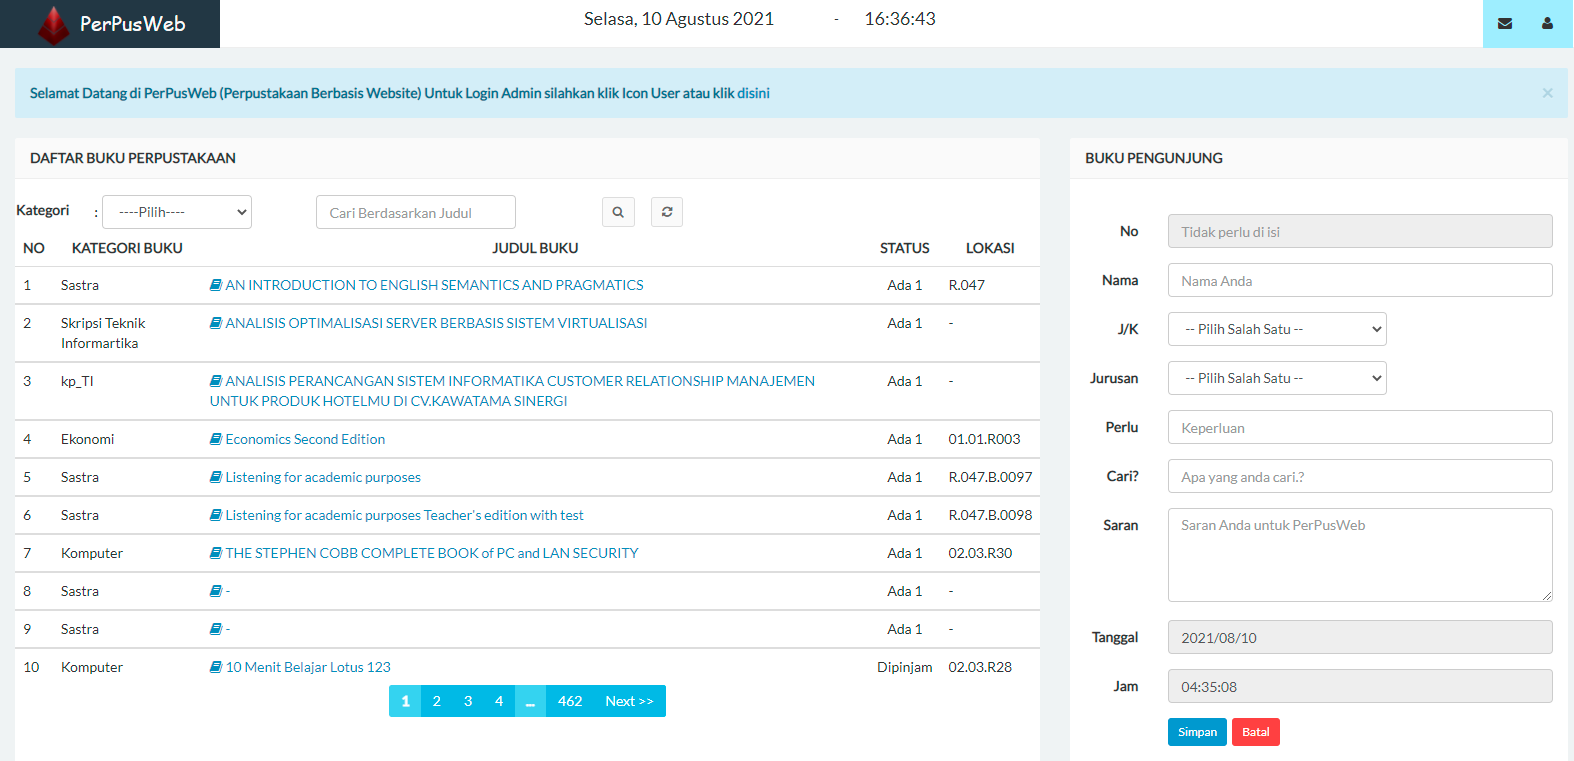 PerPusWeb
Selasa, 10 Agustus 2021 - 16:36:43
Selamat Datang di PerPusWeb (Perpustakaan Berbasis Website) Untuk Login Admin silahkan klik Icon User atau klik disini ×
DAFTAR BUKU PERPUSTAKAAN
Kategori : ----Pilih---- Cari Berdasarkan Judul
NO KATEGORI BUKU JUDUL BUKU STATUS LOKASI
1 Sastra AN INTRODUCTION TO ENGLISH SEMANTICS AND PRAGMATICS Ada 1 R.047
2 Skripsi Teknik ANALISIS OPTIMALISASI SERVER BERBASIS SISTEM VIRTUALISASI Ada 1 -
Informartika
3 kp_TI ANALISIS PERANCANGAN SISTEM INFORMATIKA CUSTOMER RELATIONSHIP MANAJEMEN Ada 1 -
UNTUK PRODUK HOTELMU DI CV.KAWATAMA SINERGI
4 Ekonomi Economics Second Edition Ada 1 01.01.R003
5 Sastra Listening for academic purposes Ada 1 R.047.B.0097
6 Sastra Listening for academic purposes Teacher's edition with test Ada 1 R.047.B.0098
7 Komputer THE STEPHEN COBB COMPLETE BOOK of PC and LAN SECURITY Ada 1 02.03.R30
8 Sastra - Ada 1 -
9 Sastra - Ada 1 -
10 Komputer 10 Menit Belajar Lotus 123 Dipinjam 02.03.R28
1 2 3 4 ... 462 Next >>
BUKU PENGUNJUNG
No Tidak perlu di isi
Nama Nama Anda
J/K -- Pilih Salah Satu --
Jurusan -- Pilih Salah Satu --
Perlu Keperluan
Cari? Apa yang anda cari.?
Saran Saran Anda untuk PerPusWeb
Tanggal 2021/08/10
Jam 04:35:08
Simpan Batal